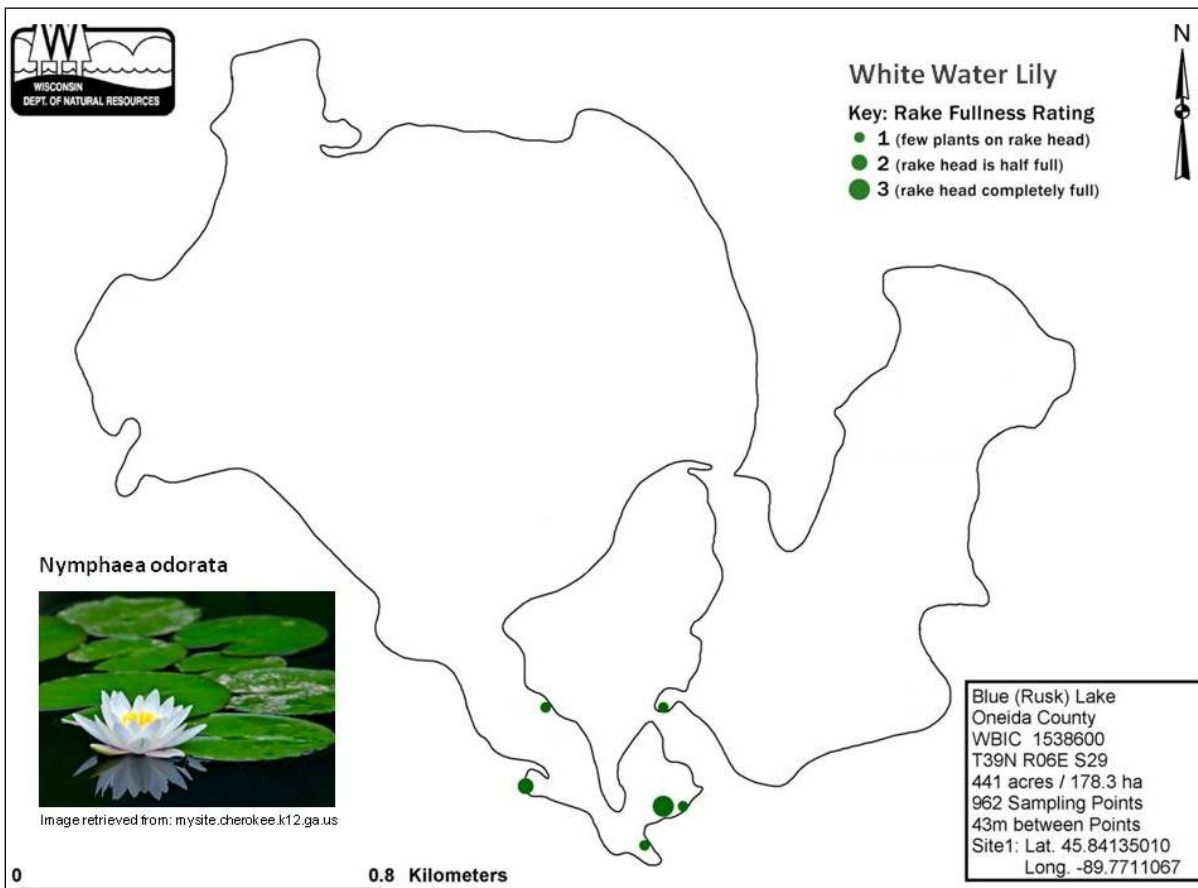 W
WISCONSIN
DEPT. OF NATURAL RESOURCES
N
White Water Lily
Key: Rake Fullness Rating
1 (few plants on rake head)
2 (rake head is half full)
3 (rake head completely full)
Nymphaea odorata
Image retrieved from: mysite.cherokee.k12.ga.us
0 0.8 Kilometers
Blue (Rusk) Lake
Oneida County
WBIC 1538600
T39N R06E S29
441 acres / 178.3 ha
962 Sampling Points
43m between Points
Site1: Lat. 45.84135010
Long. -89.7711067